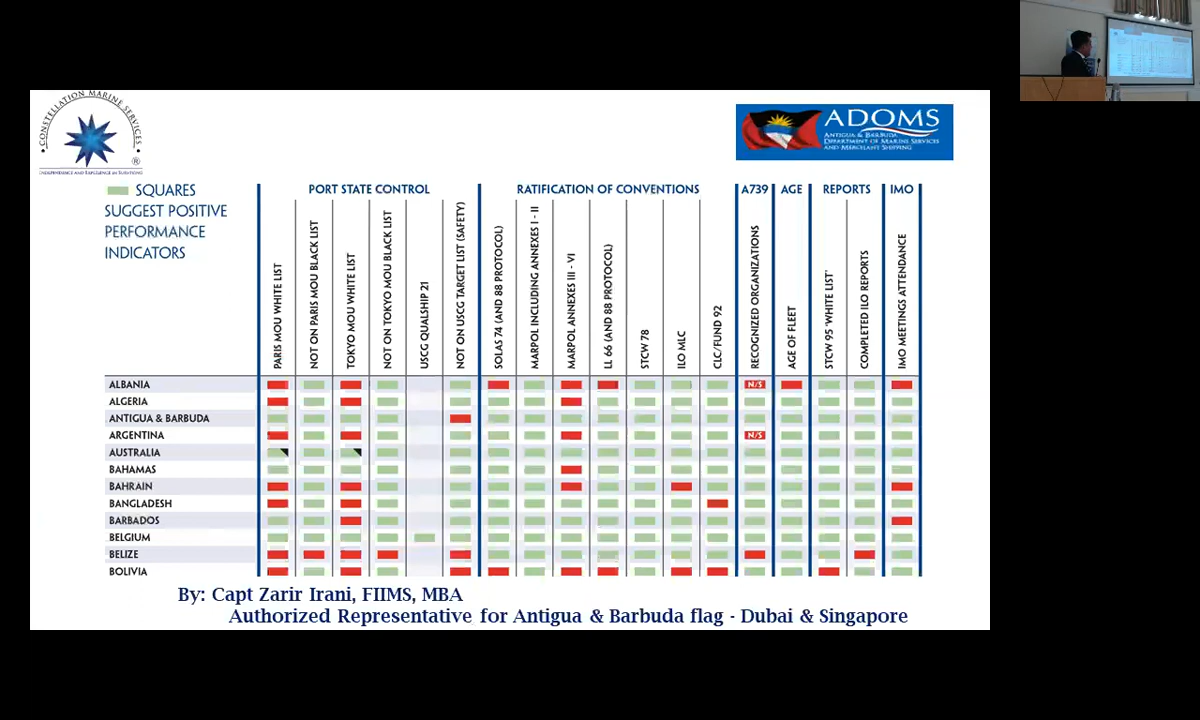 CONSTELLATION MARINE SERVICES
®
INDEPENDENCE AND EXCELLENCE IN SURVEYING
ADOMS
ANTIGUA & BARBUDA
DEPARTMENT OF MARINE SERVICES
AND MERCHANT SHIPPING
SQUARES
SUGGEST POSITIVE
PERFORMANCE
INDICATORS
PORT STATE CONTROL
RATIFICATION OF CONVENTIONS
A739
AGE
REPORTS
IMO
PARIS MOU WHITE LIST
NOT ON PARIS MOU BLACK LIST
TOKYO MOU WHITE LIST
NOT ON TOKYO MOU BLACK LIST
USCG QUALSHIP 21
NOT ON USCG TARGET LIST (SAFETY)
SOLAS 74 (AND 88 PROTOCOL)
MARPOL INCLUDING ANNEXES I - II
MARPOL ANNEXES III - VI
LL 66 (AND 88 PROTOCOL)
STCW 78
ILO MLC
CLC/FUND 92
RECOGNIZED ORGANIZATIONS
AGE OF FLEET
STCW 95 'WHITE LIST'
COMPLETED ILO REPORTS
IMO MEETINGS ATTENDANCE
ALBANIA N/S
ALGERIA
ANTIGUA & BARBUDA
ARGENTINA N/S
AUSTRALIA
BAHAMAS
BAHRAIN
BANGLADESH
BARBADOS
BELGIUM
BELIZE
BOLIVIA
By: Capt Zarir Irani, FIIMS, MBA
Authorized Representative for Antigua & Barbuda flag - Dubai & Singapore